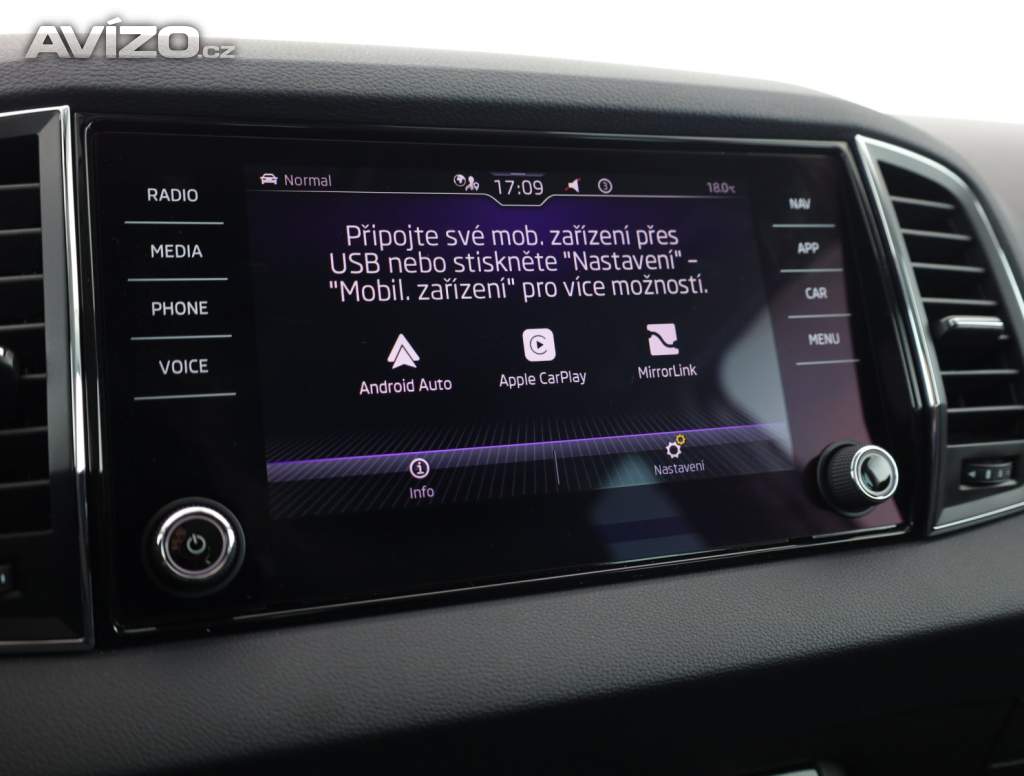 AVÍZO.cz
Normal
17:09
3
18.0°C
RADIO
MEDIA
PHONE
VOICE
NAV
APP
CAR
MENU
Připojte své mob. zařízení přes
USB nebo stiskněte "Nastavení" –
"Mobil. zařízení" pro více možností.
Android Auto
Apple CarPlay
MirrorLink
Info
Nastavení